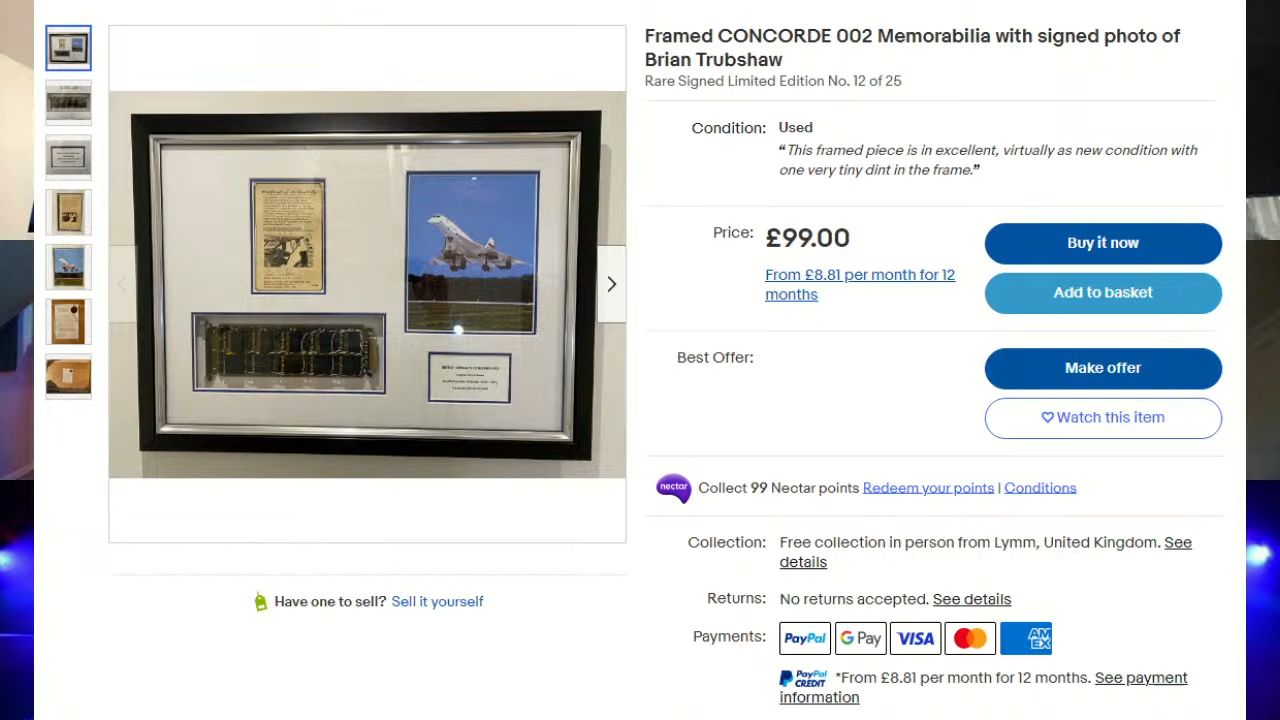 Framed CONCORDE 002 Memorabilia with signed photo of
Brian Trubshaw
Rare Signed Limited Edition No. 12 of 25
Condition: Used
“This framed piece is in excellent, virtually as new condition with
one very tiny dint in the frame.”
Price: £99.00
From £8.81 per month for 12
months
Buy it now
Add to basket
Best Offer:
Make offer
Watch this item
nectar Collect 99 Nectar points Redeem your points | Conditions
Collection: Free collection in person from Lymm, United Kingdom. See
details
Returns: No returns accepted. See details
Payments: PayPal G Pay VISA AM
EX
PayPal
CREDIT *From £8.81 per month for 12 months. See payment
information
Have one to sell? Sell it yourself
Certificate of Authenticity